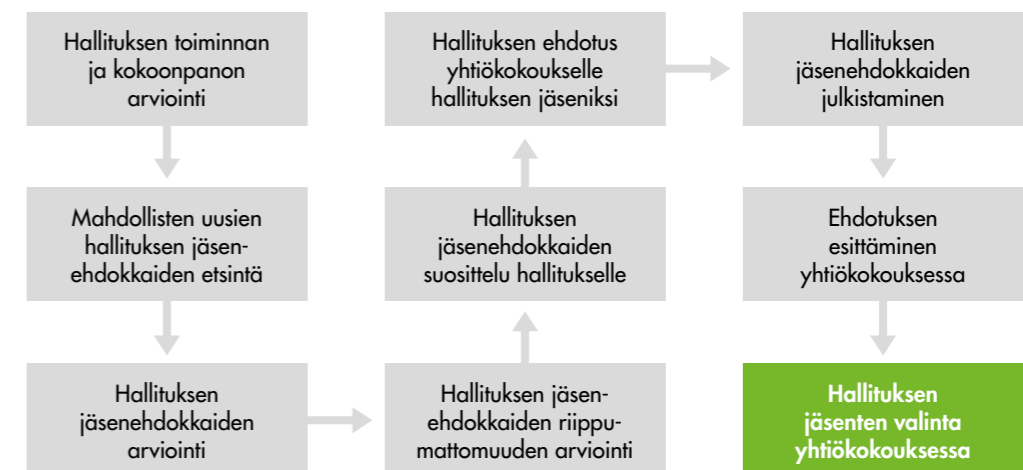 Hallituksen toiminnan
ja kokoonpanon
arviointi
Mahdollisten uusien
hallituksen jäsen-
ehdokkaiden etsintä
Hallituksen
jäsenehdokkaiden
arviointi
Hallituksen jäsen-
ehdokkaiden riippu-
mattomuuden arviointi
Hallituksen
jäsenehdokkaiden
suosittelu hallitukselle
Hallituksen ehdotus
yhtiökokoukselle
hallituksen jäseniksi
Hallituksen
jäsenehdokkaiden
julkistaminen
Ehdotuksen
esittäminen
yhtiökokouksessa
Hallituksen
jäsenten valinta
yhtiökokouksessa